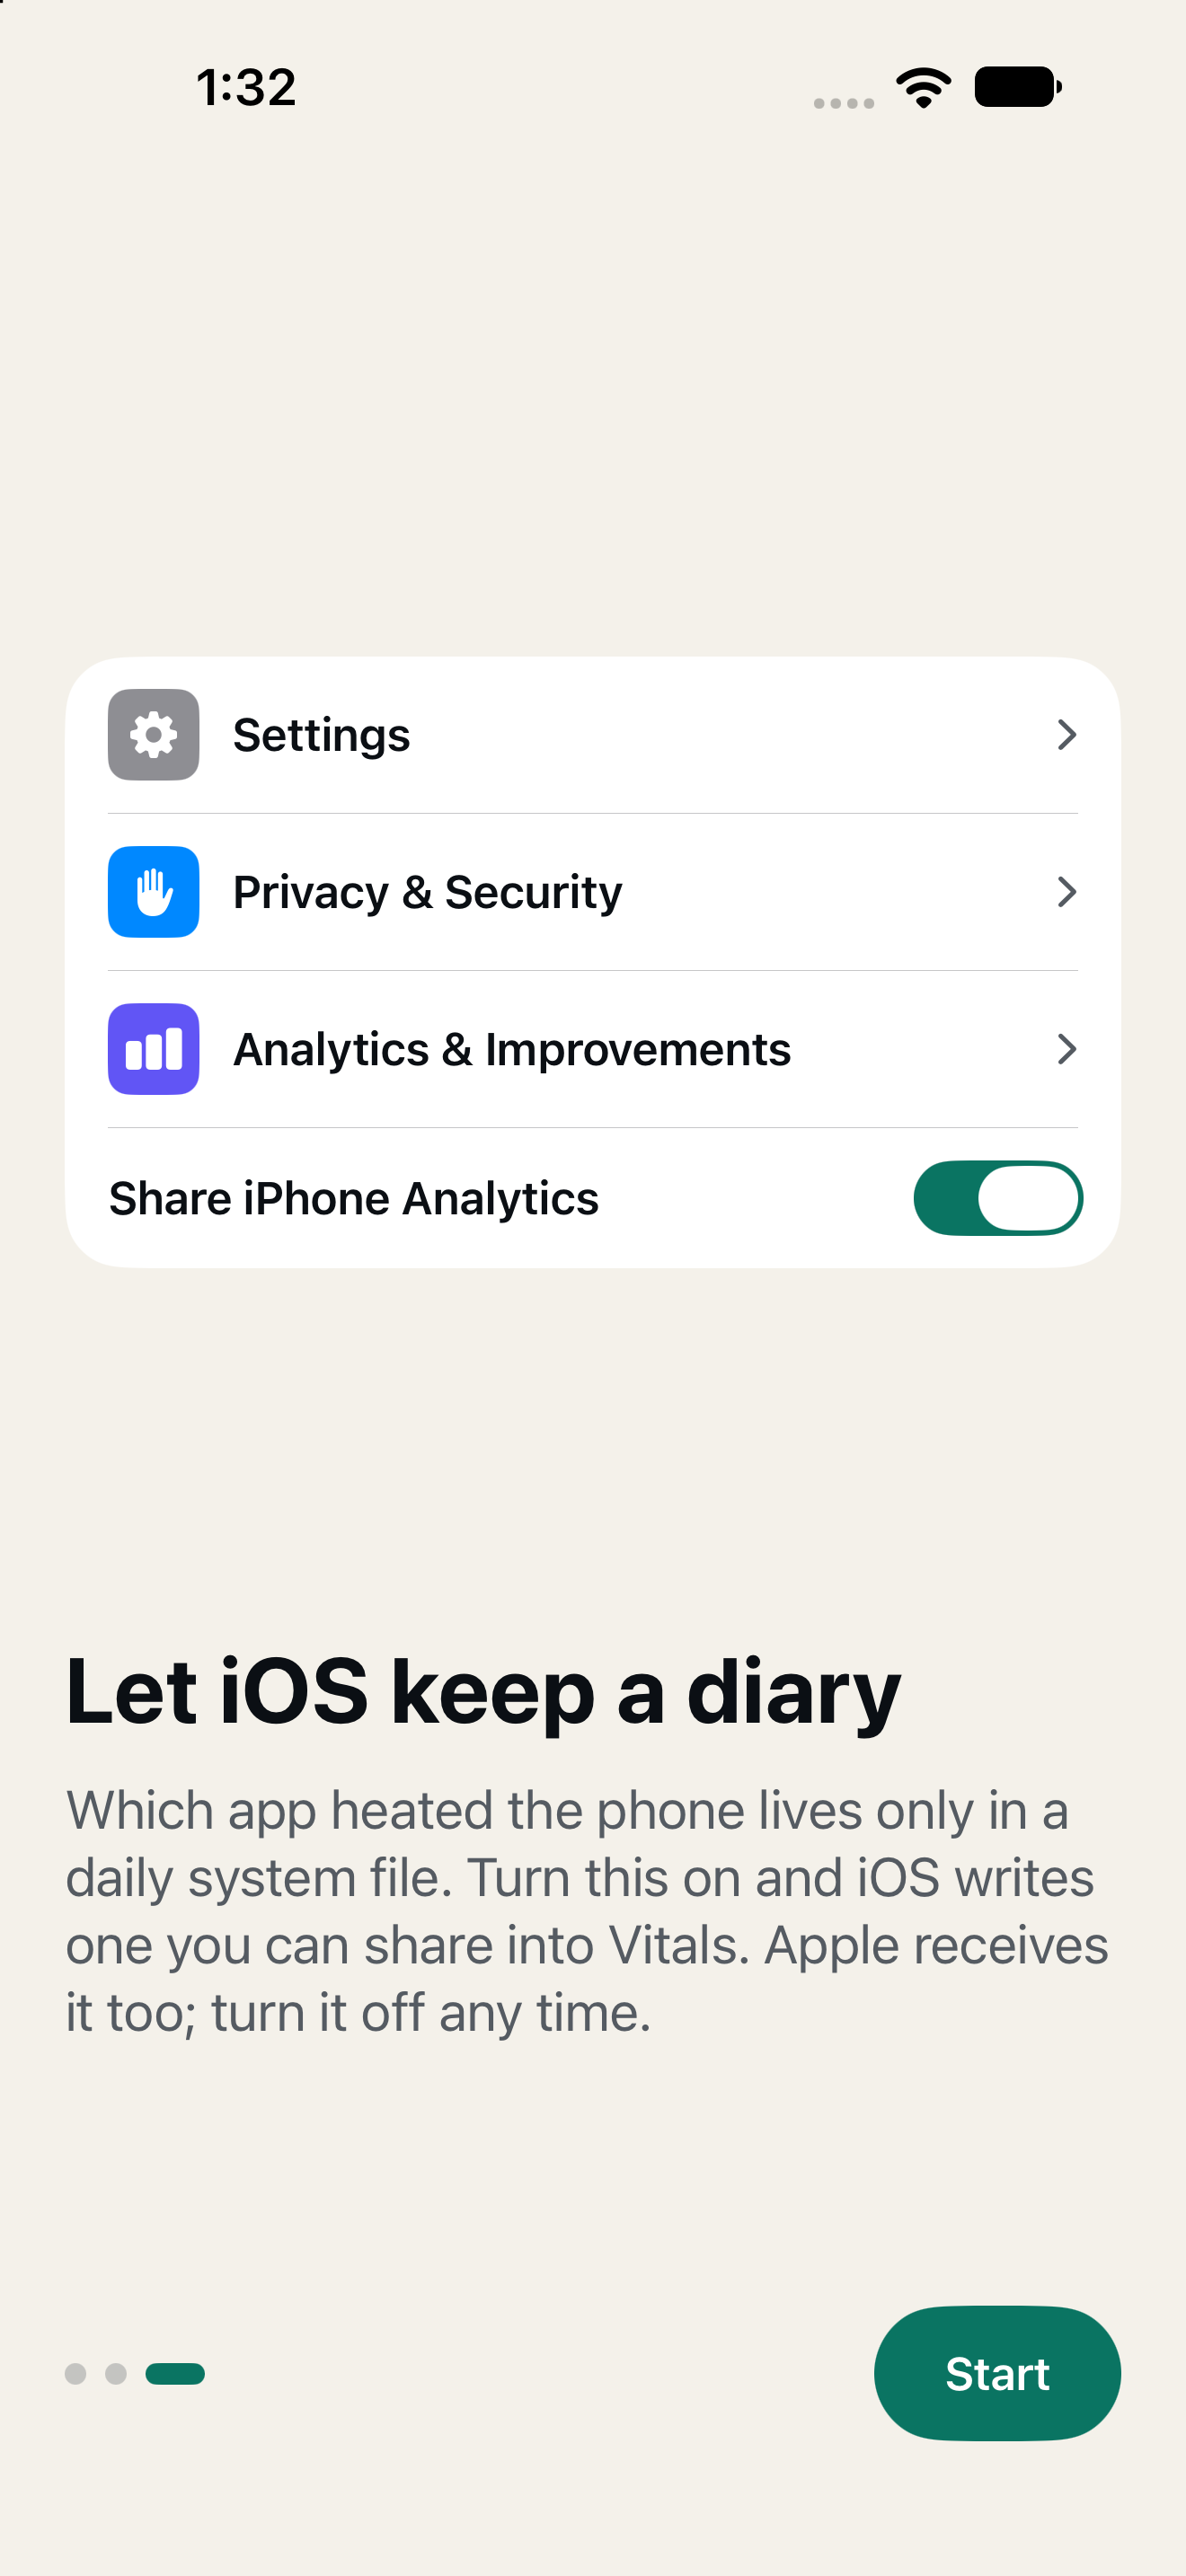 1:32
Settings
Privacy & Security
Analytics & Improvements
Share iPhone Analytics
Let iOS keep a diary
Which app heated the phone lives only in a
daily system file. Turn this on and iOS writes
one you can share into Vitals. Apple receives
it too; turn it off any time.
Start